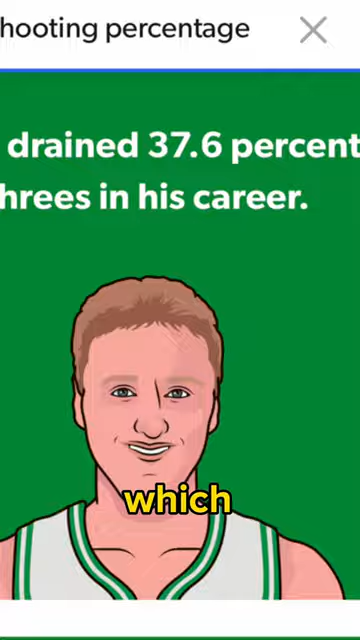 hooting percentage
drained 37.6 percent
hrees in his career.
which